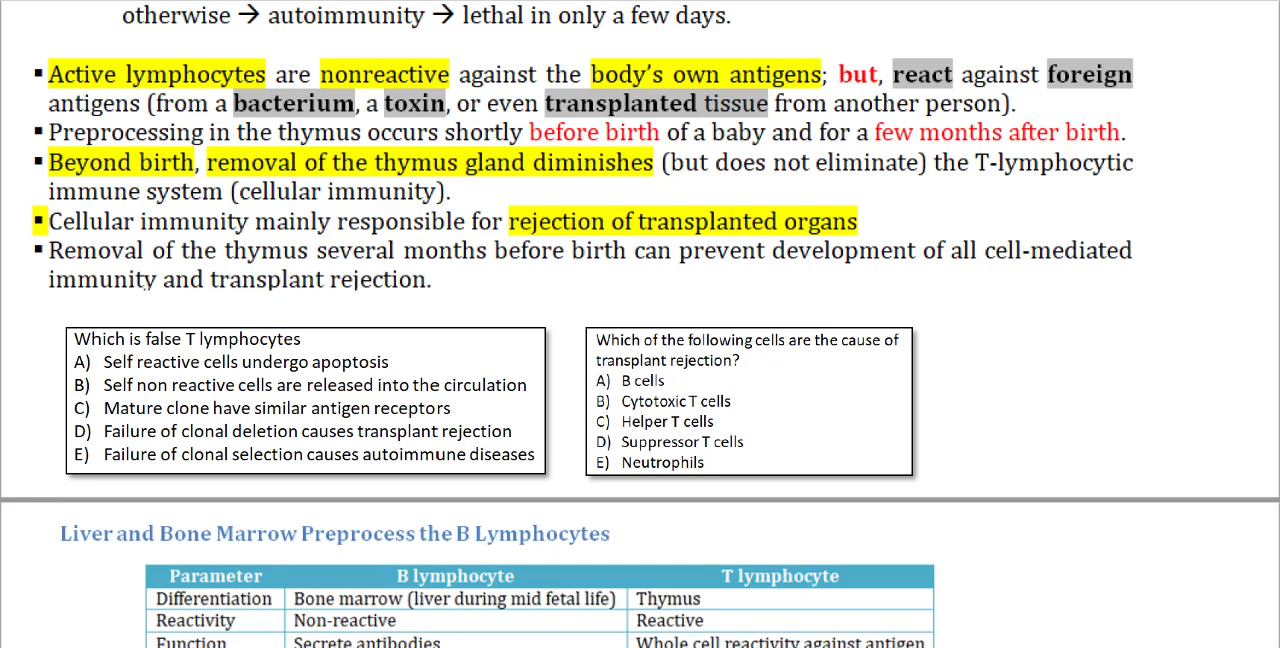 otherwise → autoimmunity → lethal in only a few days.
▪ Active lymphocytes are nonreactive against the body's own antigens; but, react against foreign
antigens (from a bacterium, a toxin, or even transplanted tissue from another person).
▪ Preprocessing in the thymus occurs shortly before birth of a baby and for a few months after birth.
▪ Beyond birth, removal of the thymus gland diminishes (but does not eliminate) the T-lymphocytic
immune system (cellular immunity).
▪ Cellular immunity mainly responsible for rejection of transplanted organs
▪ Removal of the thymus several months before birth can prevent development of all cell-mediated
immunity and transplant rejection.
Which is false T lymphocytes
A) Self reactive cells undergo apoptosis
B) Self non reactive cells are released into the circulation
C) Mature clone have similar antigen receptors
D) Failure of clonal deletion causes transplant rejection
E) Failure of clonal selection causes autoimmune diseases
Which of the following cells are the cause of
transplant rejection?
A) B cells
B) Cytotoxic T cells
C) Helper T cells
D) Suppressor T cells
E) Neutrophils
Liver and Bone Marrow Preprocess the B Lymphocytes
Parameter B lymphocyte T lymphocyte
Differentiation Bone marrow (liver during mid fetal life) Thymus
Reactivity Non-reactive Reactive
Function Secrete antibodies Whole cell reactivity against antigen